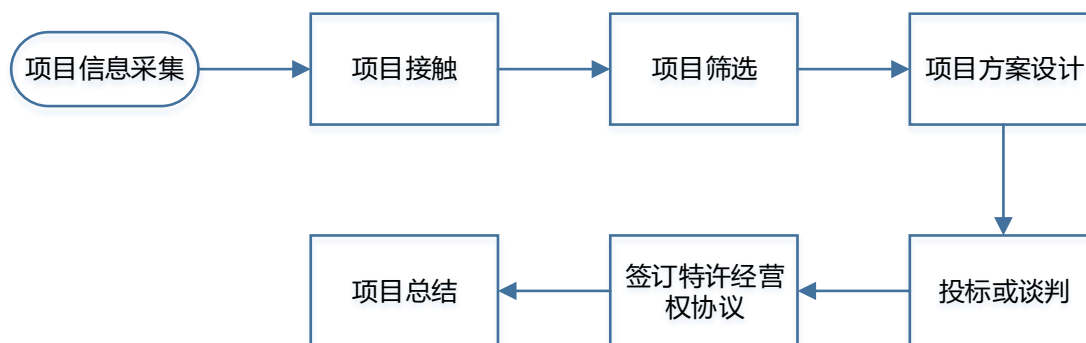 项目信息采集
项目接触
项目筛选
项目方案设计
投标或谈判
签订特许经营
权协议
项目总结